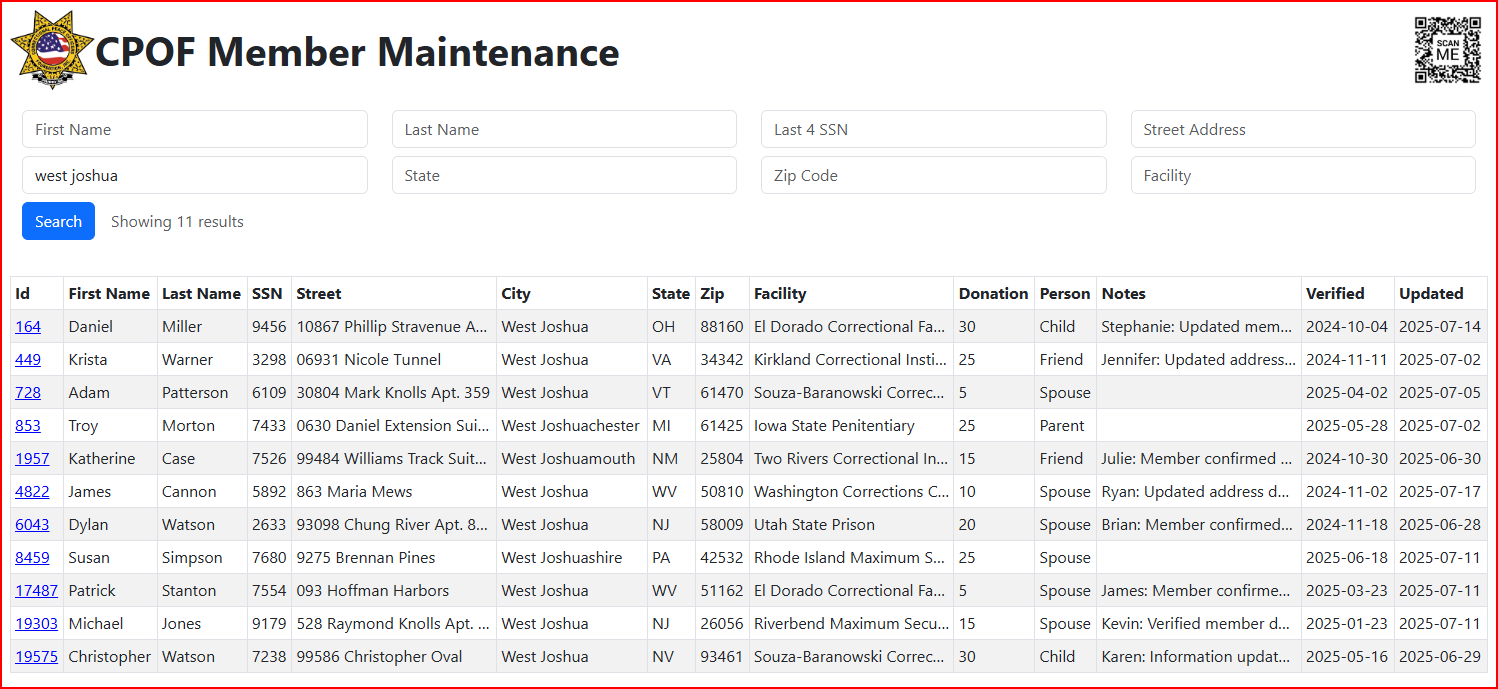 CPOF Member Maintenance
SCAN ME
First Name Last Name Last 4 SSN Street Address
west joshua State Zip Code Facility
Search Showing 11 results
Id First Name Last Name SSN Street City State Zip Facility Donation Person Notes Verified Updated
164 Daniel Miller 9456 10867 Phillip Stravenue A... West Joshua OH 88160 El Dorado Correctional Fa... 30 Child Stephanie: Updated mem... 2024-10-04 2025-07-14
449 Krista Warner 3298 06931 Nicole Tunnel West Joshua VA 34342 Kirkland Correctional Insti... 25 Friend Jennifer: Updated address... 2024-11-11 2025-07-02
728 Adam Patterson 6109 30804 Mark Knolls Apt. 359 West Joshua VT 61470 Souza-Baranowski Correc... 5 Spouse 2025-04-02 2025-07-05
853 Troy Morton 7433 0630 Daniel Extension Sui... West Joshuachester MI 61425 Iowa State Penitentiary 25 Parent 2025-05-28 2025-07-02
1957 Katherine Case 7526 99484 Williams Track Suit... West Joshuamouth NM 25804 Two Rivers Correctional In... 15 Friend Julie: Member confirmed ... 2024-10-30 2025-06-30
4822 James Cannon 5892 863 Maria Mews West Joshua WV 50810 Washington Corrections C... 10 Spouse Ryan: Updated address d... 2024-11-02 2025-07-17
6043 Dylan Watson 2633 93098 Chung River Apt. 8... West Joshua NJ 58009 Utah State Prison 20 Spouse Brian: Member confirmed... 2024-11-18 2025-06-28
8459 Susan Simpson 7680 9275 Brennan Pines West Joshuashire PA 42532 Rhode Island Maximum S... 25 Spouse 2025-06-18 2025-07-11
17487 Patrick Stanton 7554 093 Hoffman Harbors West Joshua WV 51162 El Dorado Correctional Fa... 5 Spouse James: Member confirme... 2025-03-23 2025-07-11
19303 Michael Jones 9179 528 Raymond Knolls Apt. ... West Joshua NJ 26056 Riverbend Maximum Secu... 15 Spouse Kevin: Verified member d... 2025-01-23 2025-07-11
19575 Christopher Watson 7238 99586 Christopher Oval West Joshua NV 93461 Souza-Baranowski Correc... 30 Child Karen: Information updat... 2025-05-16 2025-06-29